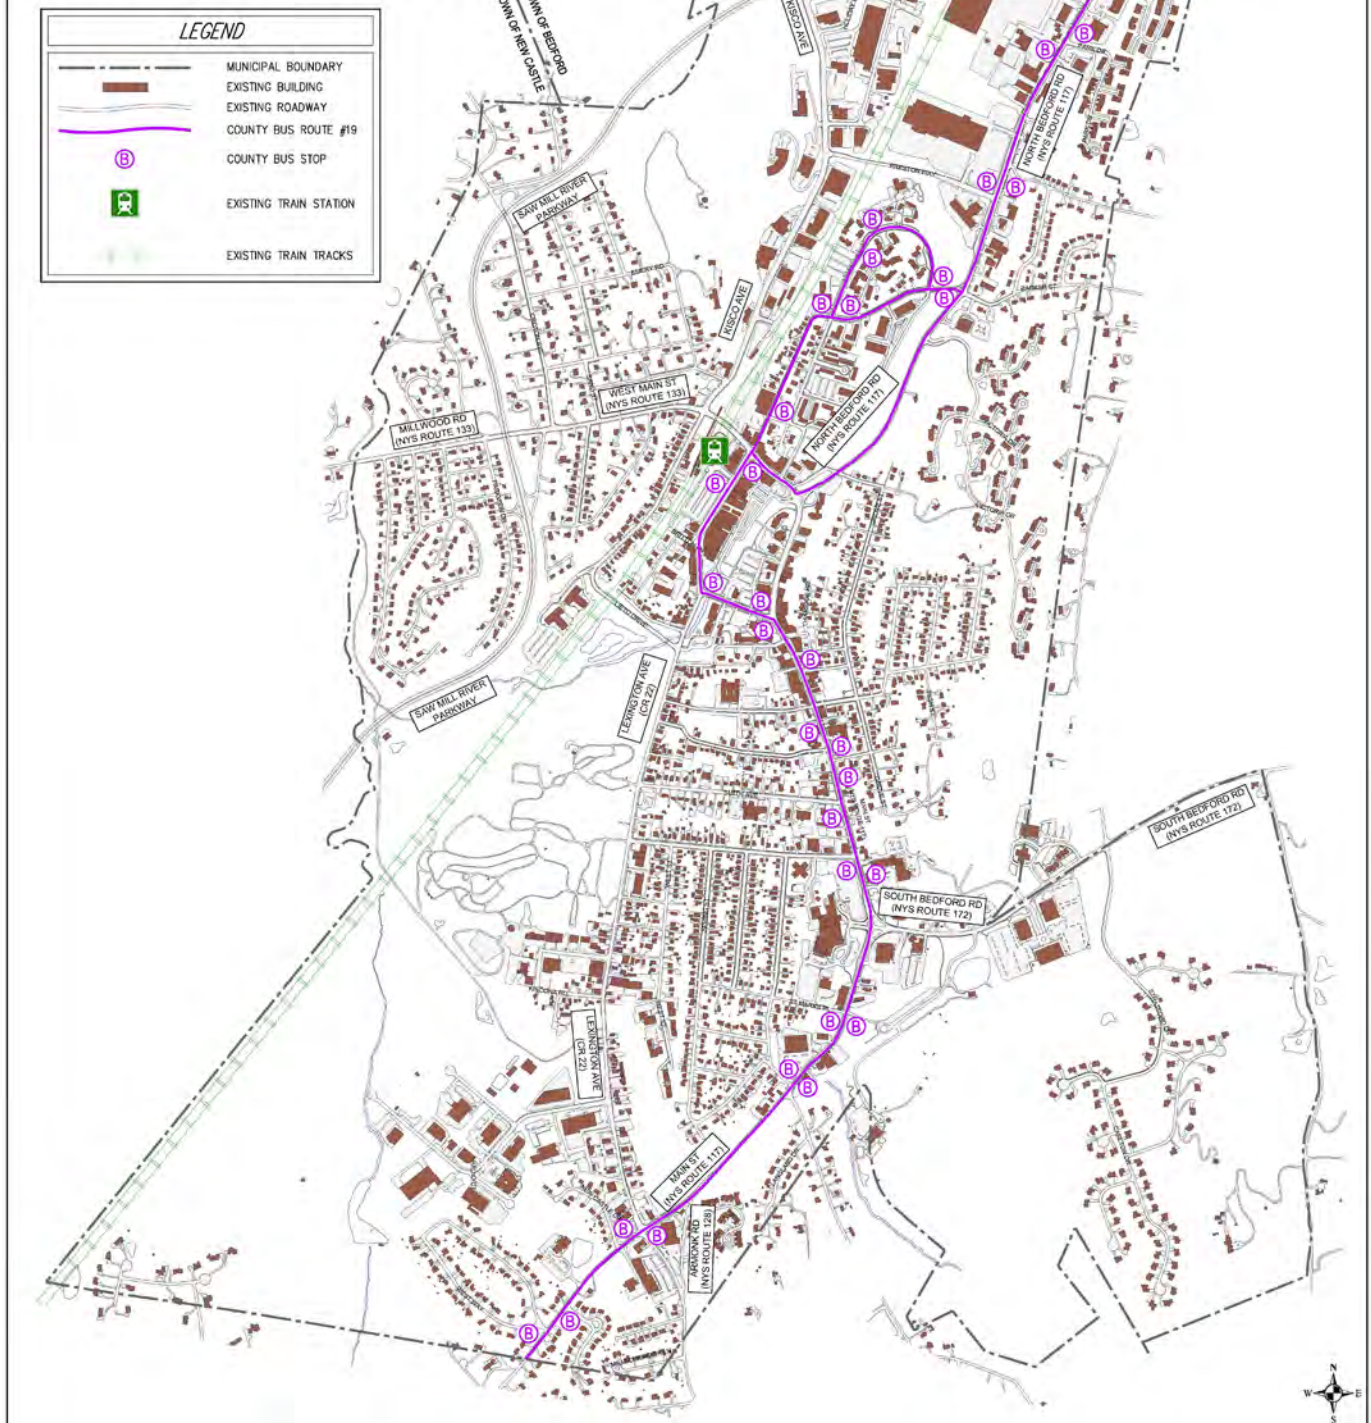 LEGEND
MUNICIPAL BOUNDARY
EXISTING BUILDING
EXISTING ROADWAY
COUNTY BUS ROUTE #19
B
COUNTY BUS STOP
EXISTING TRAIN STATION
EXISTING TRAIN TRACKS
OWN OF BEDFORD
OWN OF NEW CASTLE
KISCO AVE
B
B
NORTH BEDFORD RD
(NYS ROUTE 117)
B
B
SAW MILL RIVER
PARKWAY
B
B
B
B
B
B
KISCO AVE
WEST MAIN ST
(NYS ROUTE 133)
MILLWOOD RD
(NYS ROUTE 133)
B
NORTH BEDFORD RD
(NYS ROUTE 117)
B
B
B
B
B
B
SAW MILL RIVER
PARKWAY
LEXINGTON AVE
(CR 22)
B
B
B
B
SOUTH BEDFORD RD
(NYS ROUTE 172)
B
B
SOUTH BEDFORD RD
(NYS ROUTE 172)
B
B
LEXINGTON AVE
(CR 22)
B
B
MAIN ST
(NYS ROUTE 117)
ARMONK RD
(NYS ROUTE 128)
B
B
B
B
N
W
E
S